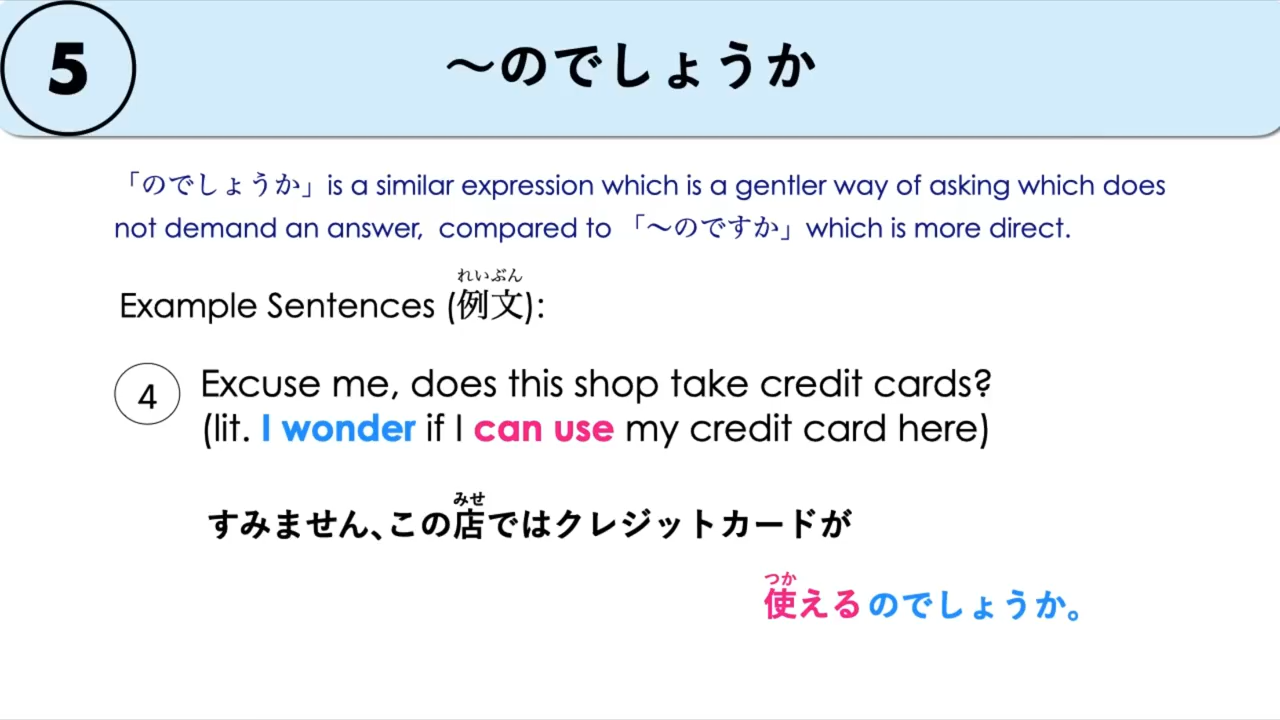 5
～のでしょうか
「のでしょうか」is a similar expression which is a gentler way of asking which does
not demand an answer, compared to 「～のですか」which is more direct.
れいぶん
Example Sentences (例文):
4
Excuse me, does this shop take credit cards?
(lit. I wonder if I can use my credit card here)
みせ
すみません、この店ではクレジットカードが
つか
使えるのでしょうか。